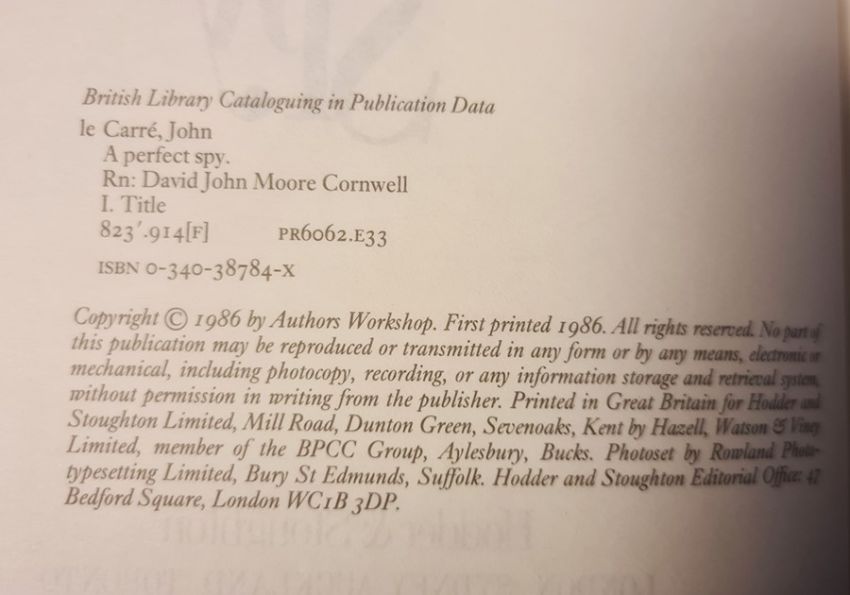 British Library Cataloguing in Publication Data
le Carré, John
A perfect spy.
Rn: David John Moore Cornwell
I. Title
823'.914[F] PR6062.E33
ISBN 0-340-38784-X
Copyright © 1986 by Authors Workshop. First printed 1986. All rights reserved. No part of
this publication may be reproduced or transmitted in any form or by any means, electronic or
mechanical, including photocopy, recording, or any information storage and retrieval system,
without permission in writing from the publisher. Printed in Great Britain for Hodder and
Stoughton Limited, Mill Road, Dunton Green, Sevenoaks, Kent by Hazell, Watson & Viney
Limited, member of the BPCC Group, Aylesbury, Bucks. Photoset by Rowland Photo-
typesetting Limited, Bury St Edmunds, Suffolk. Hodder and Stoughton Editorial Office: 47
Bedford Square, London WC1B 3DP.